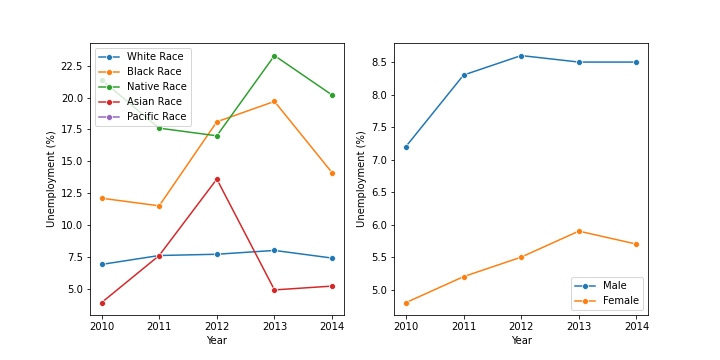 White Race
Black Race
Native Race
Asian Race
Pacific Race
22.5
20.0
17.5
15.0
12.5
10.0
7.5
5.0
Unemployment (%)
2010 2011 2012 2013 2014
Year
8.5
8.0
7.5
7.0
6.5
6.0
5.5
5.0
Unemployment (%)
Male
Female
2010 2011 2012 2013 2014
Year